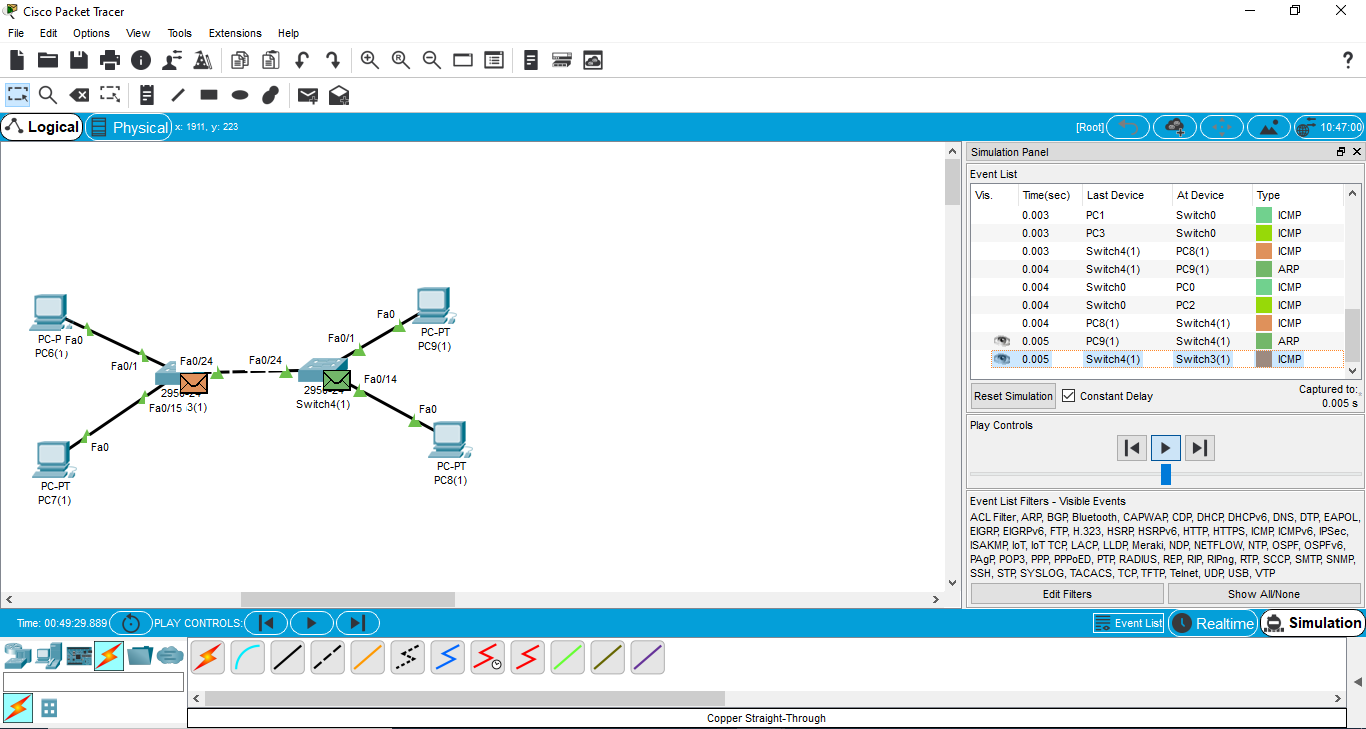 Cisco Packet Tracer
File Edit Options View Tools Extensions Help
Logical Physical x: 1911, y: 223 [Root] 10:47:00
Simulation Panel
Event List
Vis. Time(sec) Last Device At Device Type
0.003 PC1 Switch0 ICMP
0.003 PC3 Switch0 ICMP
0.003 Switch4(1) PC8(1) ICMP
0.004 Switch4(1) PC9(1) ARP
0.004 Switch0 PC0 ICMP
0.004 Switch0 PC2 ICMP
0.004 PC8(1) Switch4(1) ICMP
0.005 PC9(1) Switch4(1) ARP
0.005 Switch4(1) Switch3(1) ICMP
Reset Simulation Constant Delay Captured to:
0.005 s
Play Controls
Event List Filters - Visible Events
ACL Filter, ARP, BGP, Bluetooth, CAPWAP, CDP, DHCP, DHCPv6, DNS, DTP, EAPOL,
EIGRP, EIGRPv6, FTP, H.323, HSRP, HSRPv6, HTTP, HTTPS, ICMP, ICMPv6, IPSec,
ISAKMP, IoT, IoT TCP, LACP, LLDP, Meraki, NDP, NETFLOW, NTP, OSPF, OSPFv6,
PAgP, POP3, PPP, PPPoED, PTP, RADIUS, REP, RIP, RIPng, RTP, SCCP, SMTP, SNMP,
SSH, STP, SYSLOG, TACACS, TCP, TFTP, Telnet, UDP, USB, VTP
Edit Filters Show All/None
Fa0
PC-PT
PC9(1)
Fa0/1
PC-P Fa0
PC6(1)
Fa0/1
Fa0/24
Fa0/24
Fa0/14
Switch4(1)
Fa0/15 3(1)
Fa0
PC-PT
PC8(1)
Fa0
PC-PT
PC7(1)
Time: 00:49:29.889 PLAY CONTROLS: Event List Realtime Simulation
Copper Straight-Through